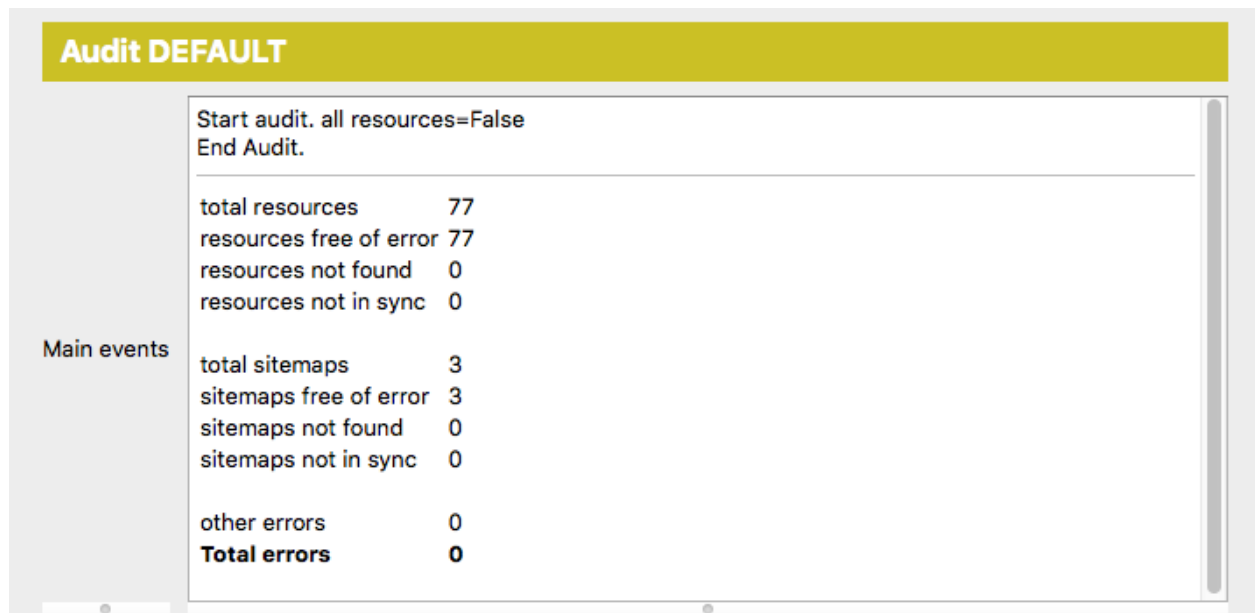 Audit DEFAULT
Start audit. all resources=False
End Audit.
total resources 77
resources free of error 77
resources not found 0
resources not in sync 0
Main events
total sitemaps 3
sitemaps free of error 3
sitemaps not found 0
sitemaps not in sync 0
other errors 0
Total errors 0